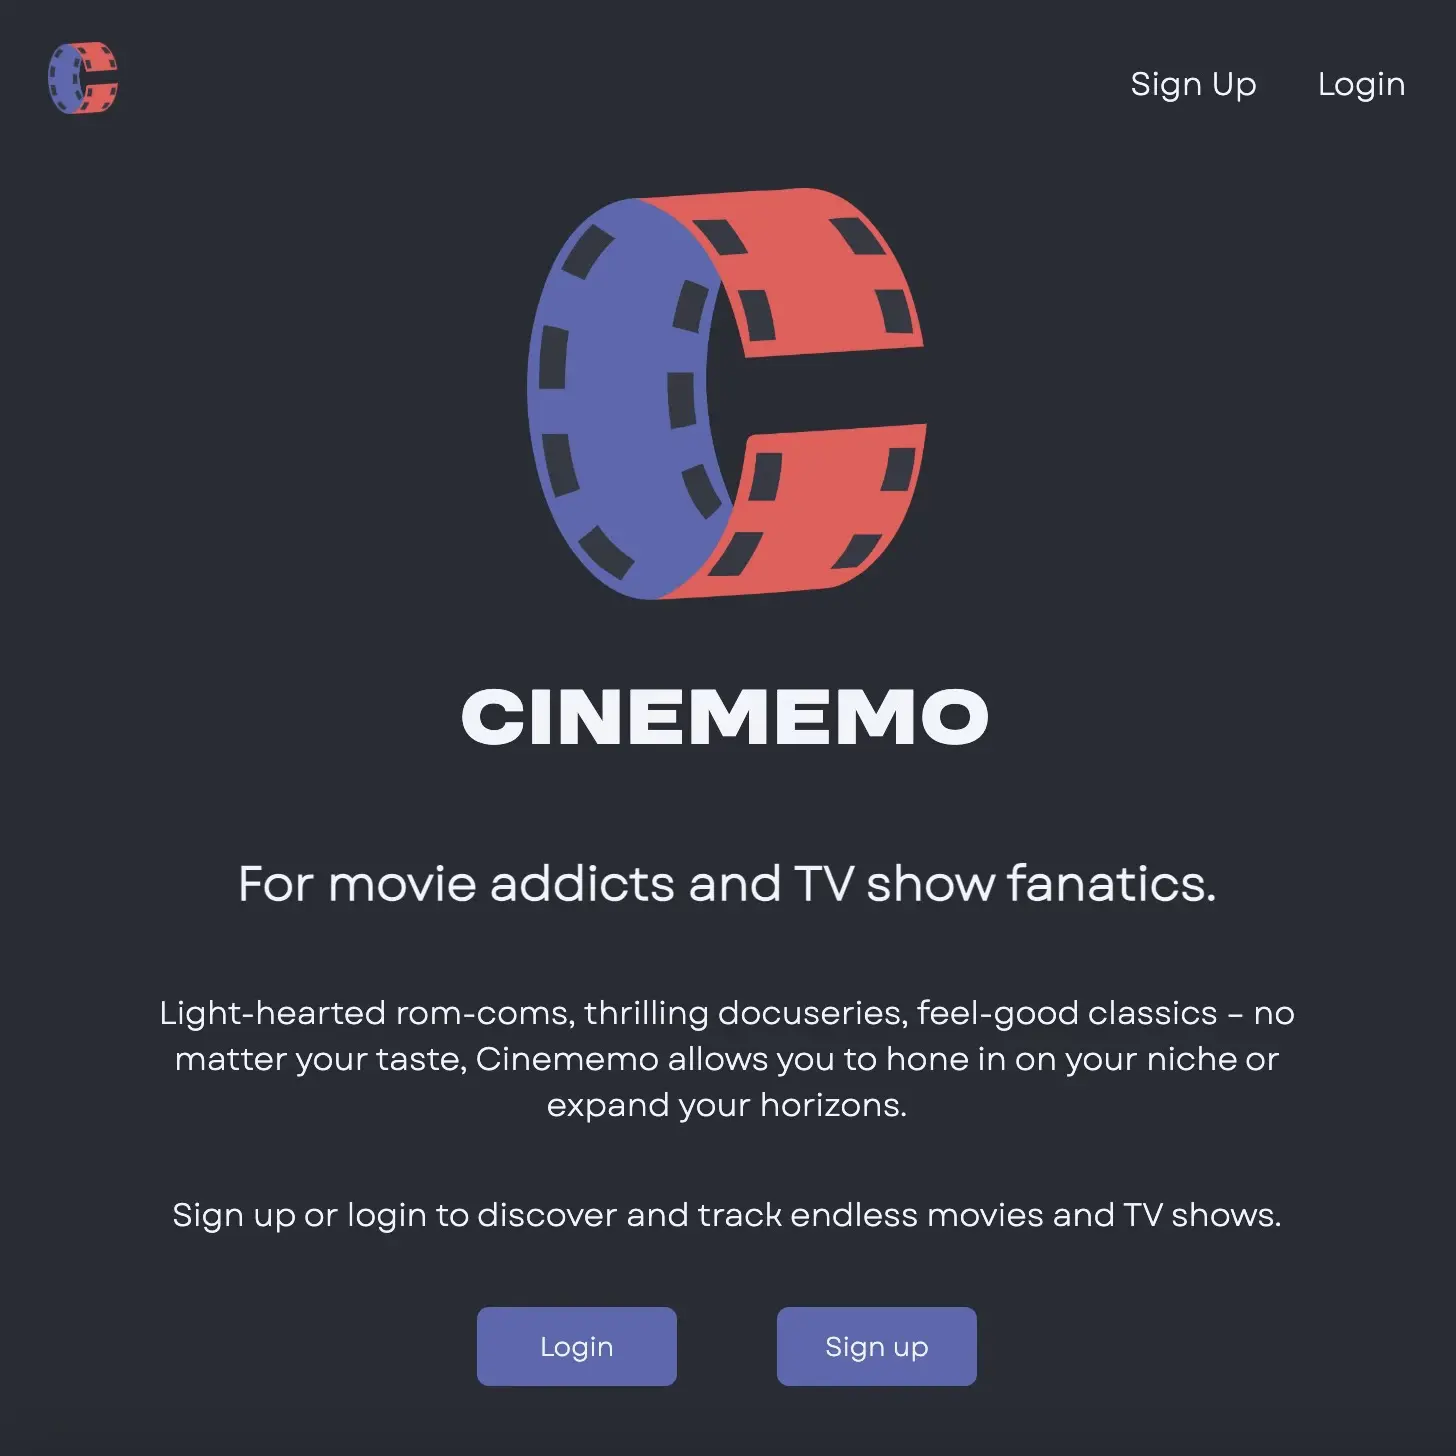 Sign Up Login
CINEMEMO
For movie addicts and TV show fanatics.
Light-hearted rom-coms, thrilling docuseries, feel-good classics – no
matter your taste, Cinememo allows you to hone in on your niche or
expand your horizons.
Sign up or login to discover and track endless movies and TV shows.
Login Sign up